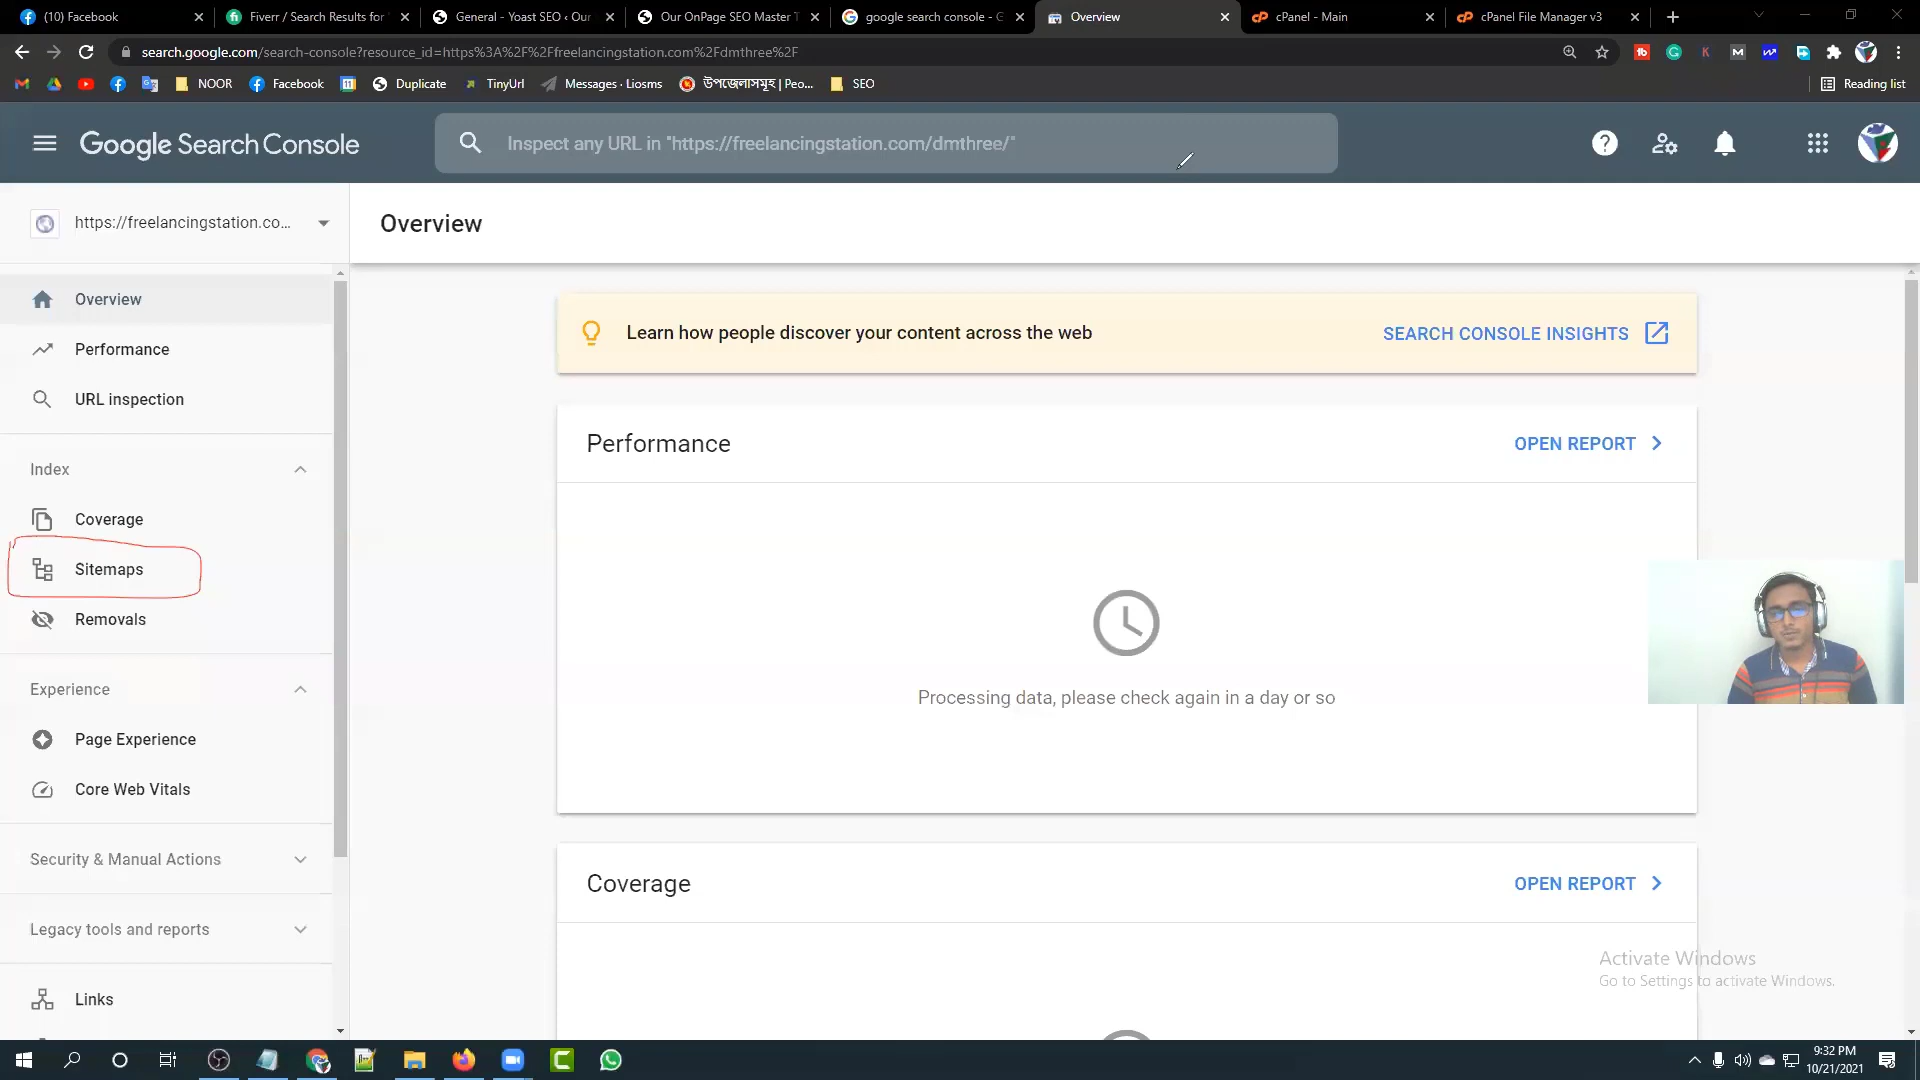 (10) Facebook
Fiverr / Search Results for '
General - Yoast SEO ‹ Our
Our OnPage SEO Master T
google search console - G
Overview
cPanel - Main
cPanel File Manager v3
search.google.com/search-console?resource_id=https%3A%2F%2Ffreelancingstation.com%2Fdmthree%2F
NOOR
Facebook
Duplicate
TinyUrl
Messages · Liosms
উপজেলাসমূহ | Peo...
SEO
Reading list
Google Search Console
Inspect any URL in "https://freelancingstation.com/dmthree/"
https://freelancingstation.co...
Overview
Overview
Performance
URL inspection
Index
Coverage
Sitemaps
Removals
Experience
Page Experience
Core Web Vitals
Security & Manual Actions
Legacy tools and reports
Links
Learn how people discover your content across the web
SEARCH CONSOLE INSIGHTS
Performance
OPEN REPORT
Processing data, please check again in a day or so
Coverage
OPEN REPORT
Activate Windows
Go to Settings to activate Windows.
9:32 PM
10/21/2021